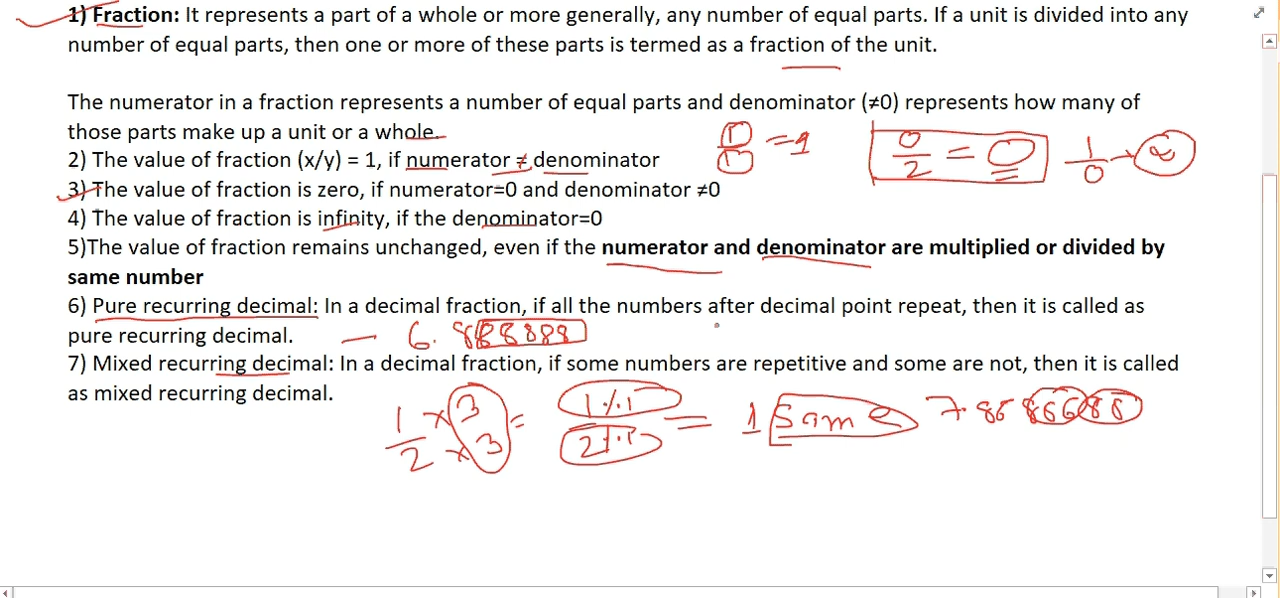 1) Fraction: It represents a part of a whole or more generally, any number of equal parts. If a unit is divided into any
number of equal parts, then one or more of these parts is termed as a fraction of the unit.
The numerator in a fraction represents a number of equal parts and denominator (≠0) represents how many of
those parts make up a unit or a whole.
=1 0/2 = 0 1/0 → ∞
2) The value of fraction (x/y) = 1, if numerator ≠ denominator
3) The value of fraction is zero, if numerator=0 and denominator ≠0
4) The value of fraction is infinity, if the denominator=0
5)The value of fraction remains unchanged, even if the numerator and denominator are multiplied or divided by
same number
6) Pure recurring decimal: In a decimal fraction, if all the numbers after decimal point repeat, then it is called as
pure recurring decimal. — 6.888888
7) Mixed recurring decimal: In a decimal fraction, if some numbers are repetitive and some are not, then it is called
as mixed recurring decimal.
1/2 ×3 ×3 = = 1 Same